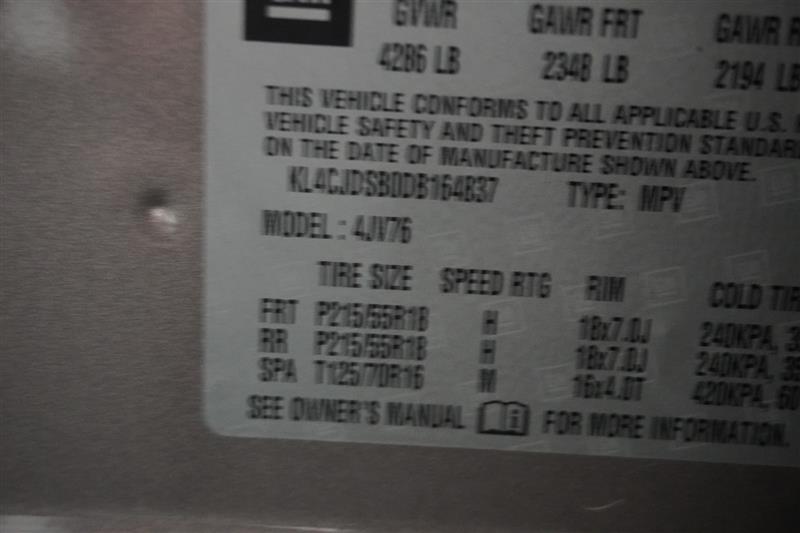 GVWR GAWR FRT GAWR R
4286 LB 2348 LB 2194 LB
THIS VEHICLE CONFORMS TO ALL APPLICABLE U.S.
VEHICLE SAFETY AND THEFT PREVENTION STANDAR
ON THE DATE OF MANUFACTURE SHOWN ABOVE.
KL4CJDSB0DB164837 TYPE: MPV
MODEL : 4JV76
TIRE SIZE SPEED RTG RIM COLD TIR
FRT P215/55R18 H 18x7.0J 240KPA, 3
RR P215/55R18 H 18x7.0J 240KPA, 35
SPA T125/70R16 M 16x4.0T 420KPA, 60
SEE OWNER'S MANUAL FOR MORE INFORMATION.